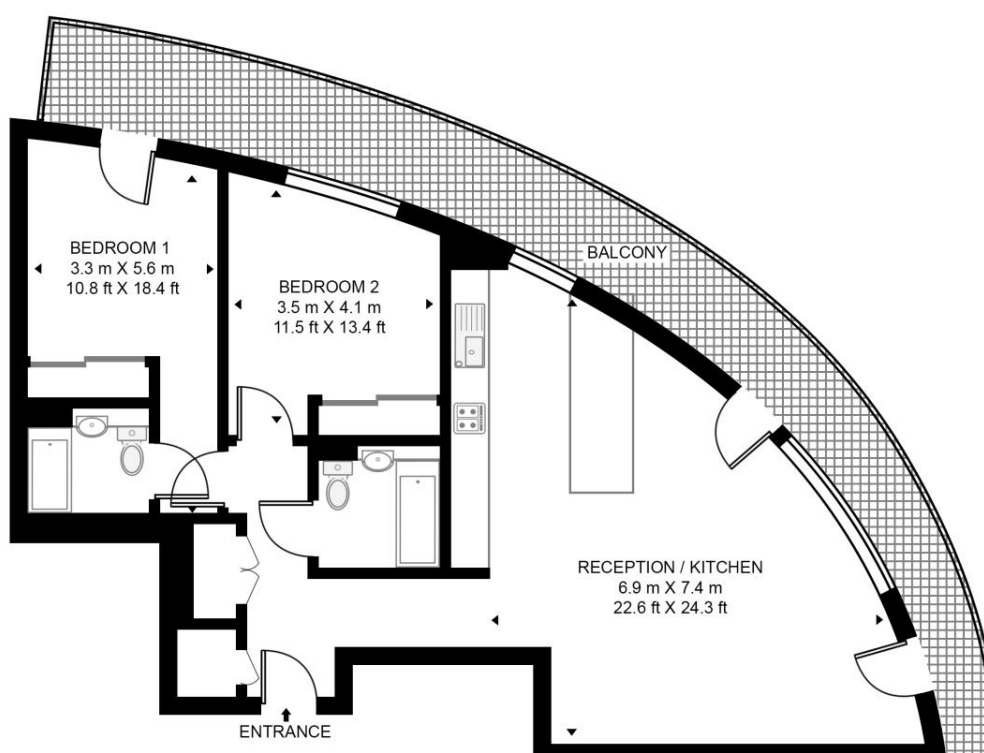 BALCONY
BEDROOM 1
3.3 m X 5.6 m
10.8 ft X 18.4 ft
BEDROOM 2
3.5 m X 4.1 m
11.5 ft X 13.4 ft
RECEPTION / KITCHEN
6.9 m X 7.4 m
22.6 ft X 24.3 ft
ENTRANCE